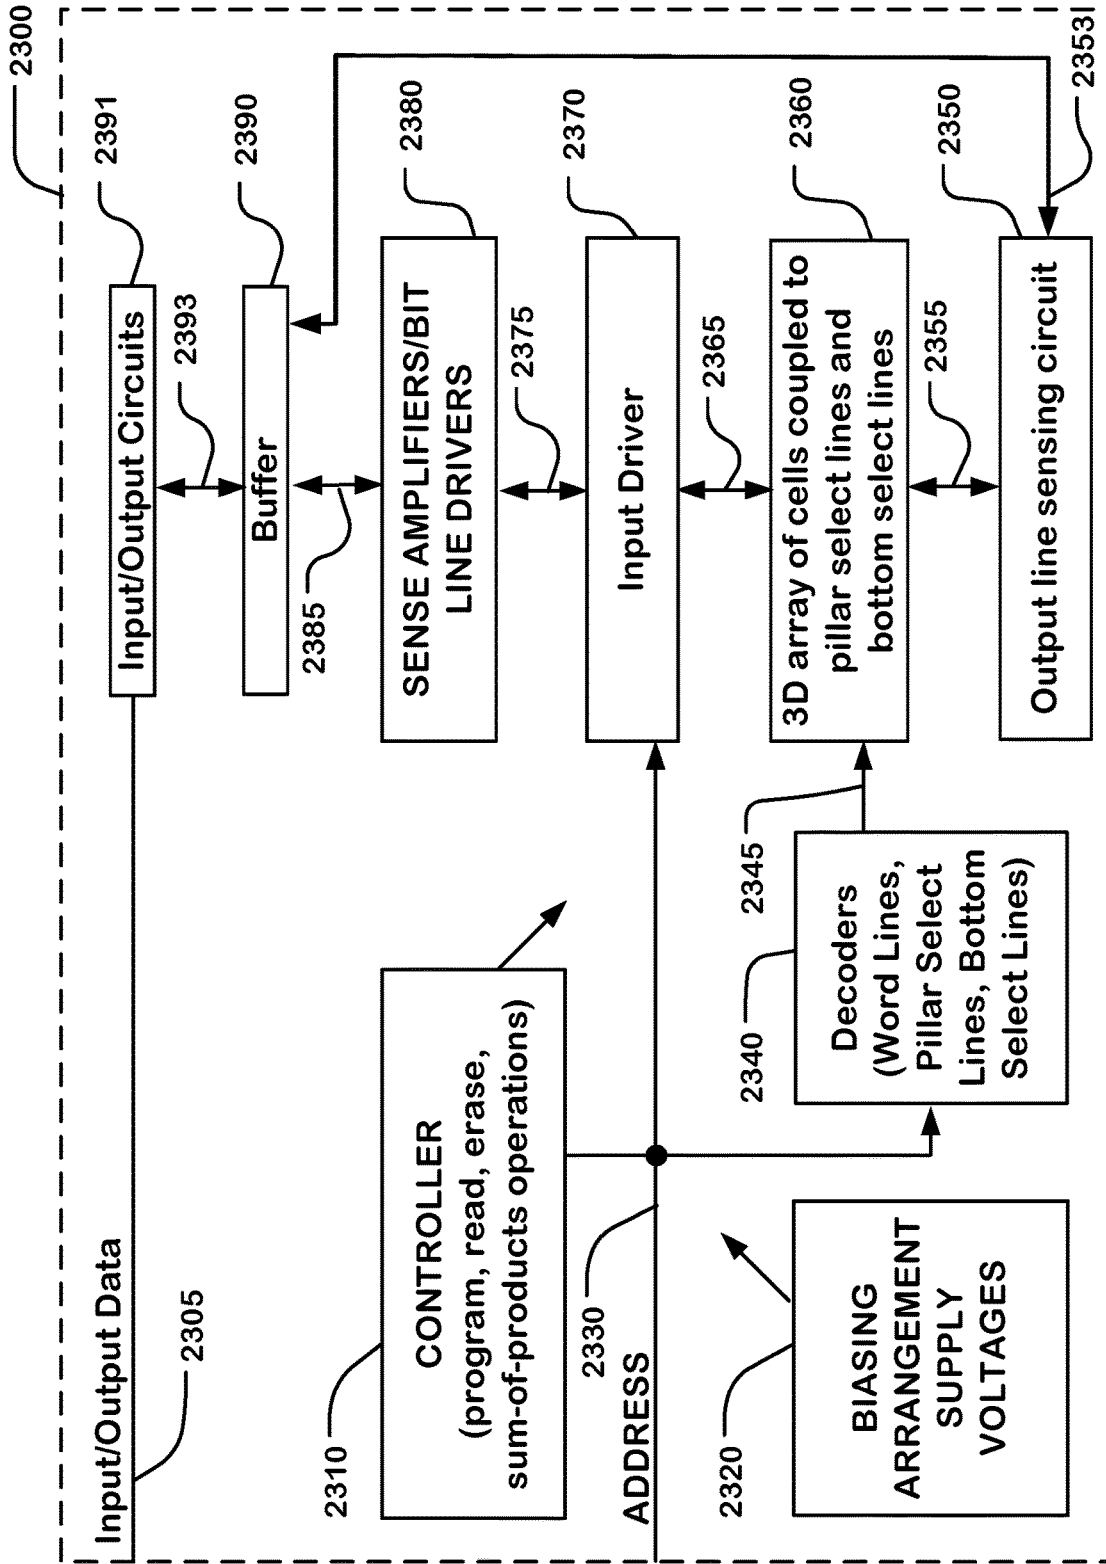 2300
Input/Output Data
2305
Input/Output Circuits
2391
2393
Buffer
2390
2385
CONTROLLER
(program, read, erase,
sum-of-products operations)
2310
SENSE AMPLIFIERS/BIT
LINE DRIVERS
2380
2375
ADDRESS
2330
Input Driver
2370
2365
BIASING
ARRANGEMENT
SUPPLY
VOLTAGES
2320
Decoders
(Word Lines,
Pillar Select
Lines, Bottom
Select Lines)
2340
2345
3D array of cells coupled to
pillar select lines and
bottom select lines
2360
2355
Output line sensing circuit
2350
2353